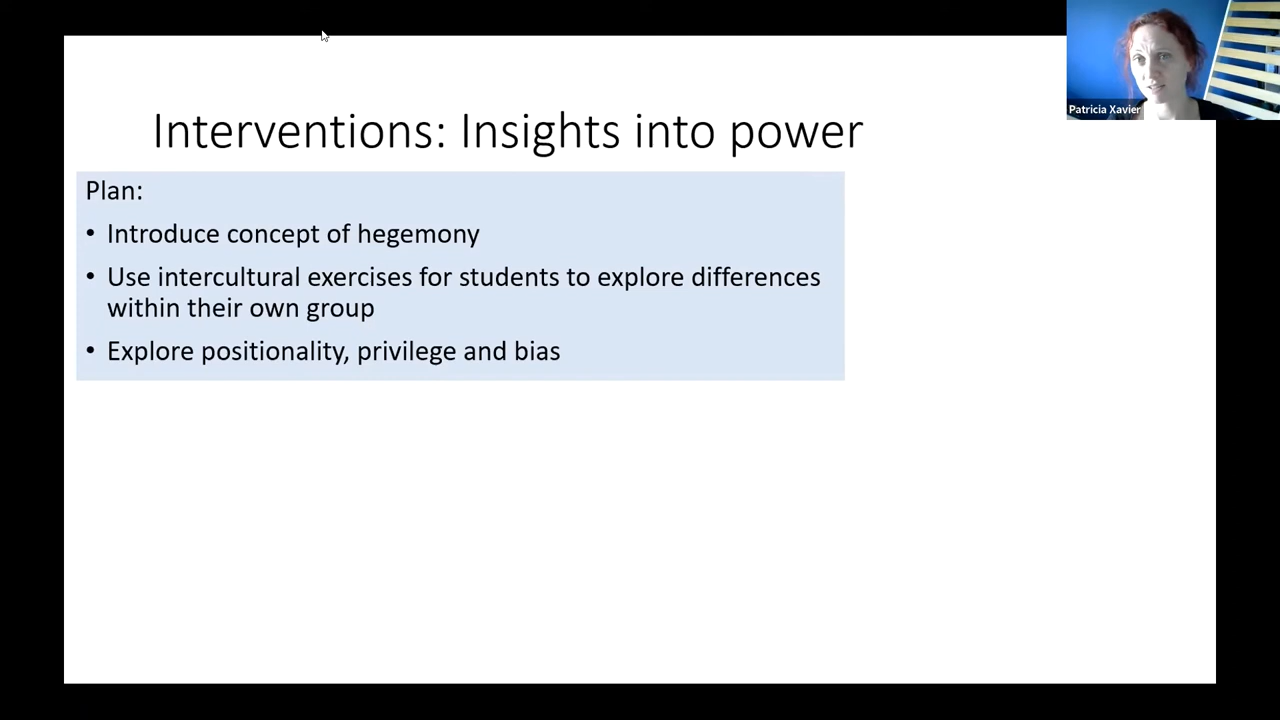 Patricia Xavier
Interventions: Insights into power
Plan:
• Introduce concept of hegemony
• Use intercultural exercises for students to explore differences
within their own group
• Explore positionality, privilege and bias